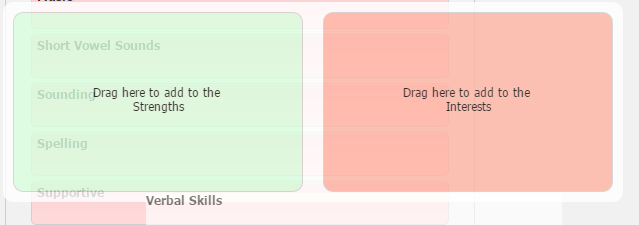 Short Vowel Sounds
Sounding
Drag here to add to the
Strengths
Drag here to add to the
Interests
Spelling
Supportive
Verbal Skills